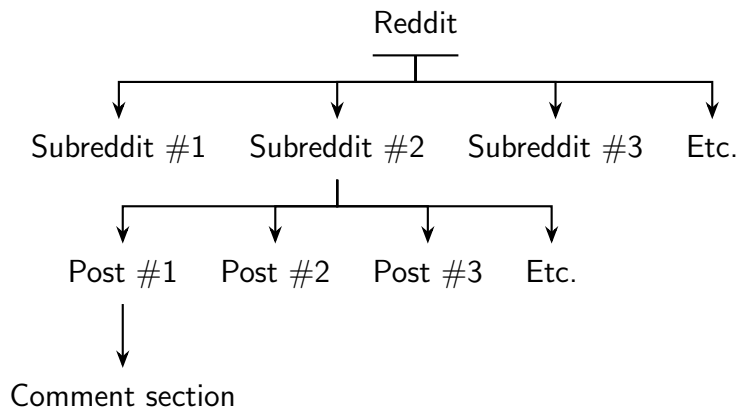 Reddit
Subreddit #1 Subreddit #2 Subreddit #3 Etc.
Post #1 Post #2 Post #3 Etc.
Comment section